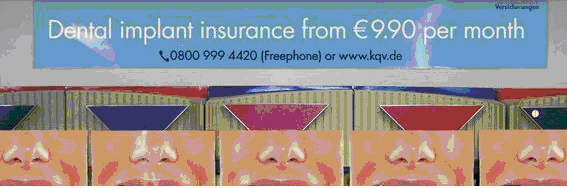 Versicherungen
Dental implant insurance from €9.90 per month
0800 999 4420 (Freephone) or www.kqv.de